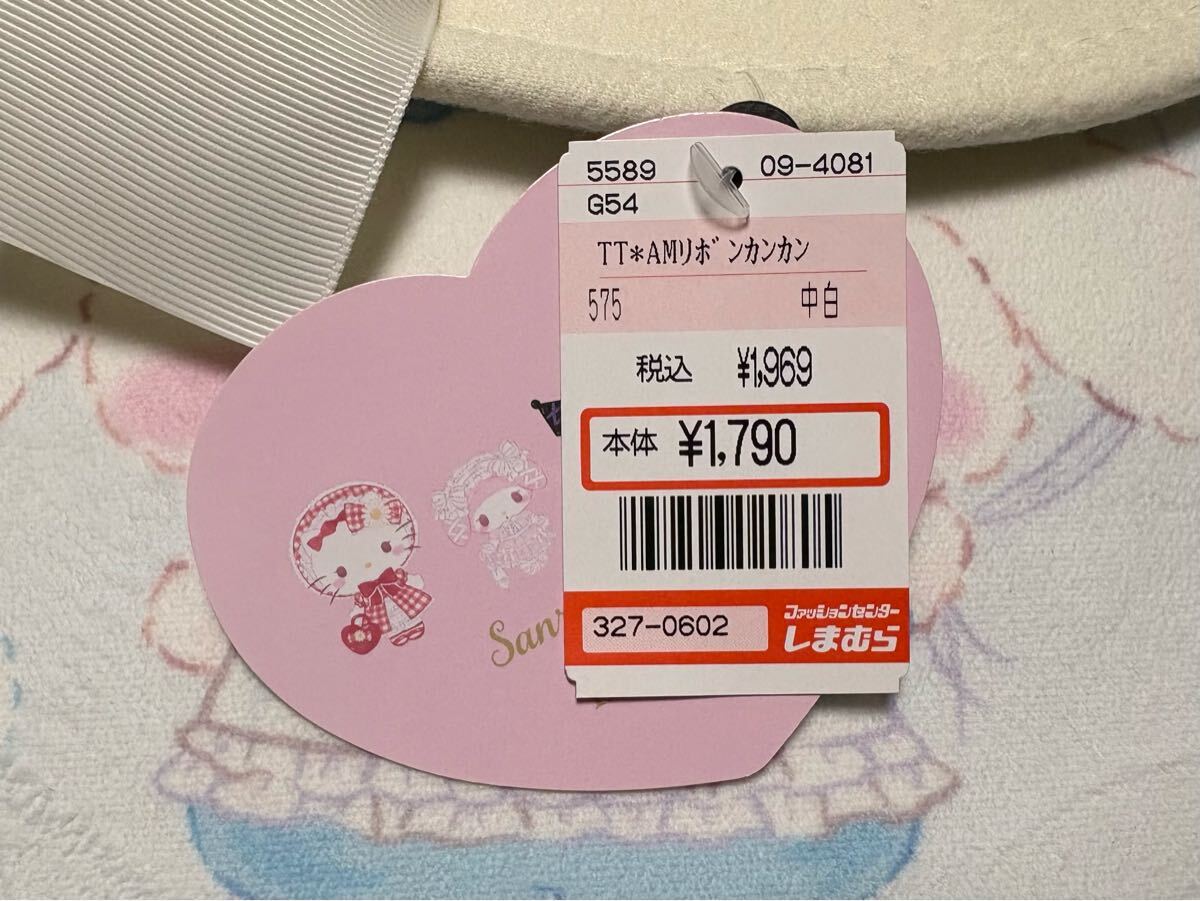 5589 09-4081
G54
TT*AMリボンカンカン
575 中白
税込 ¥1,969
本体 ¥1,790
327-0602
ファッションセンター
しまむら
San